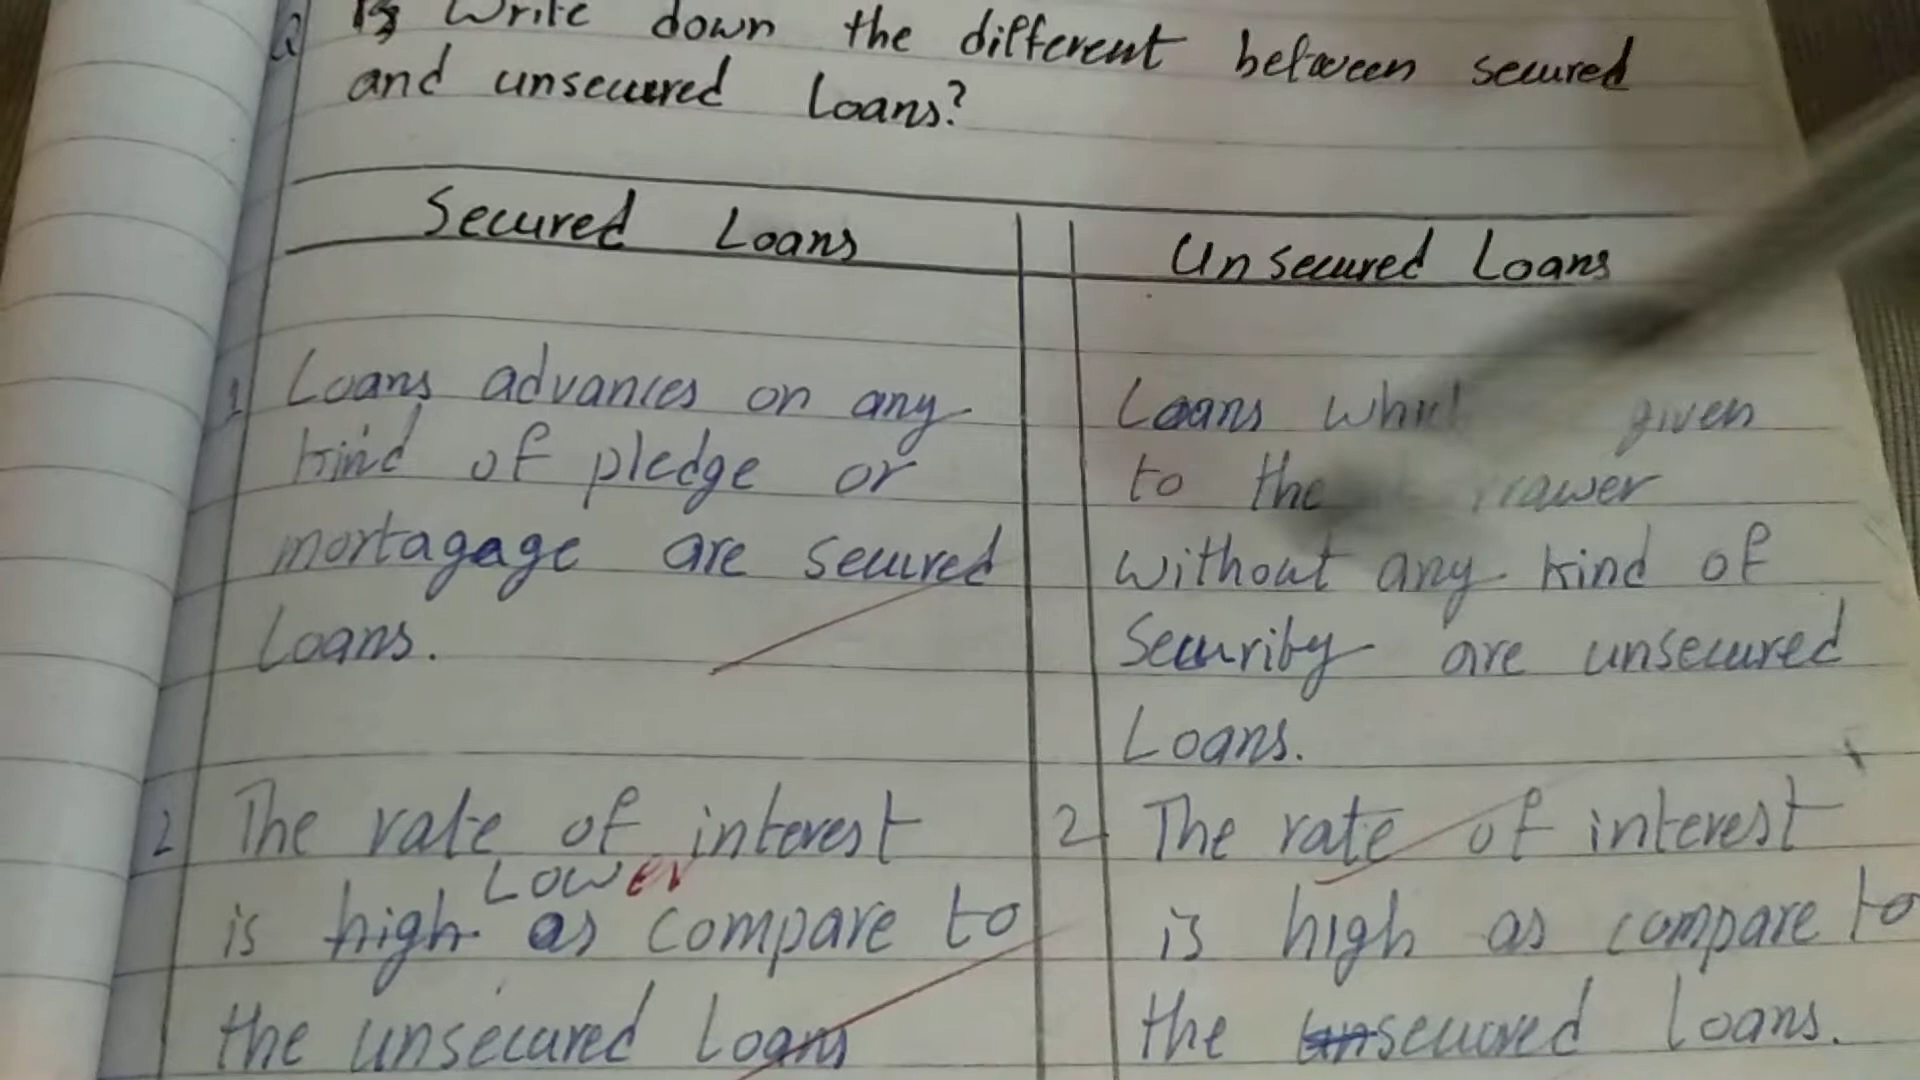 Q Write down the different between secured
and unsecured Loans?
Secured Loans
Unsecured Loans
1 Loans advances on any
kind of pledge or
mortagage are secured
Loans.
Loans given
to the
without any kind of
Security are unsecured
Loans.
2 The rate of interest
Lower
is high as compare to
the unsecured Loans
2 The rate of interest
is high as compare to
the unsecured Loans.